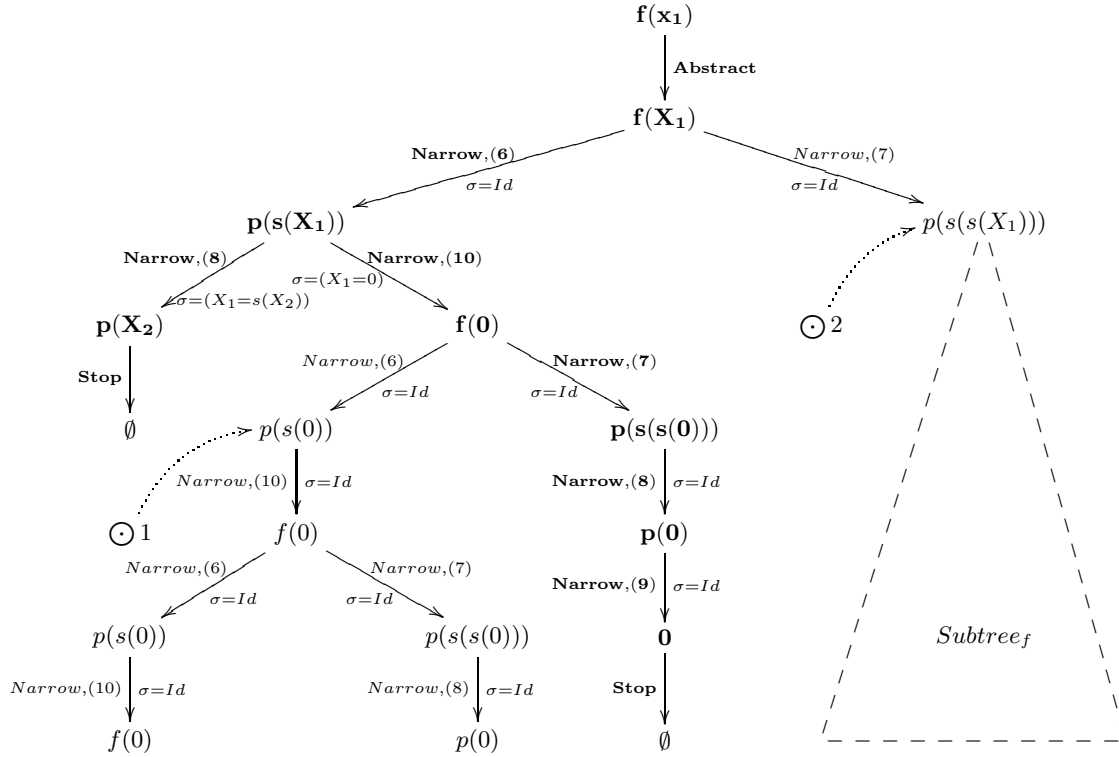 f(x₁)
Abstract
f(X₁)
Narrow,(6)
σ=Id
Narrow,(7)
σ=Id
p(s(X₁))
p(s(s(X₁)))
Narrow,(8)
σ=(X₁=s(X₂))
Narrow,(10)
σ=(X₁=0)
p(X₂)
f(0)
⊙2
Stop
Narrow,(6)
σ=Id
Narrow,(7)
σ=Id
∅
p(s(0))
p(s(s(0)))
Narrow,(10) σ=Id
Narrow,(8) σ=Id
⊙1
f(0)
p(0)
Narrow,(6)
σ=Id
Narrow,(7)
σ=Id
Narrow,(9) σ=Id
p(s(0))
p(s(s(0)))
0
Subtree_f
Narrow,(10) σ=Id
Narrow,(8) σ=Id
Stop
f(0)
p(0)
∅